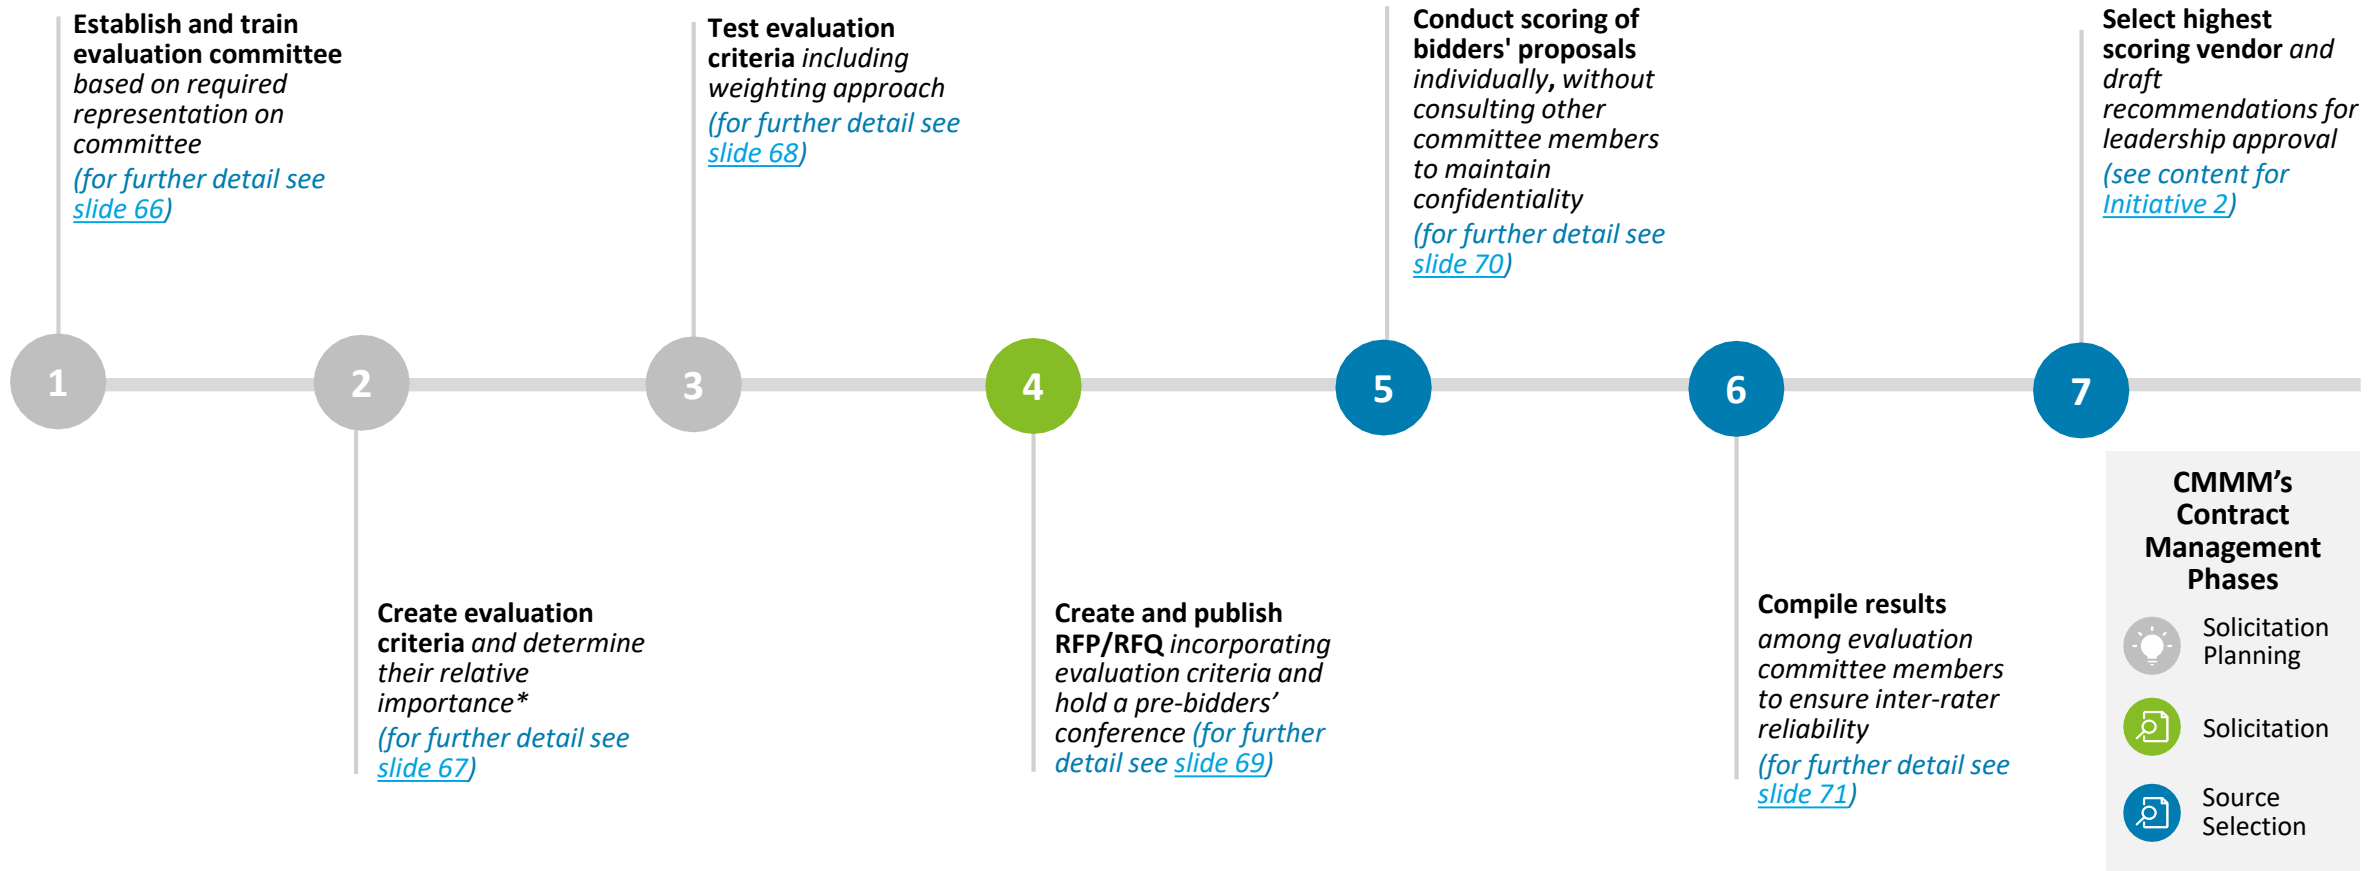 Establish and train
evaluation committee
based on required
representation on
committee
(for further detail see
slide 66)
Test evaluation
criteria including
weighting approach
(for further detail see
slide 68)
Conduct scoring of
bidders' proposals
individually, without
consulting other
committee members
to maintain
confidentiality
(for further detail see
slide 70)
Select highest
scoring vendor and
draft
recommendations for
leadership approval
(see content for
Initiative 2)
1
2
3
4
5
6
7
Create evaluation
criteria and determine
their relative
importance*
(for further detail see
slide 67)
Create and publish
RFP/RFQ incorporating
evaluation criteria and
hold a pre-bidders’
conference (for further
detail see slide 69)
Compile results
among evaluation
committee members
to ensure inter-rater
reliability
(for further detail see
slide 71)
CMMM’s
Contract
Management
Phases
Solicitation
Planning
Solicitation
Source
Selection